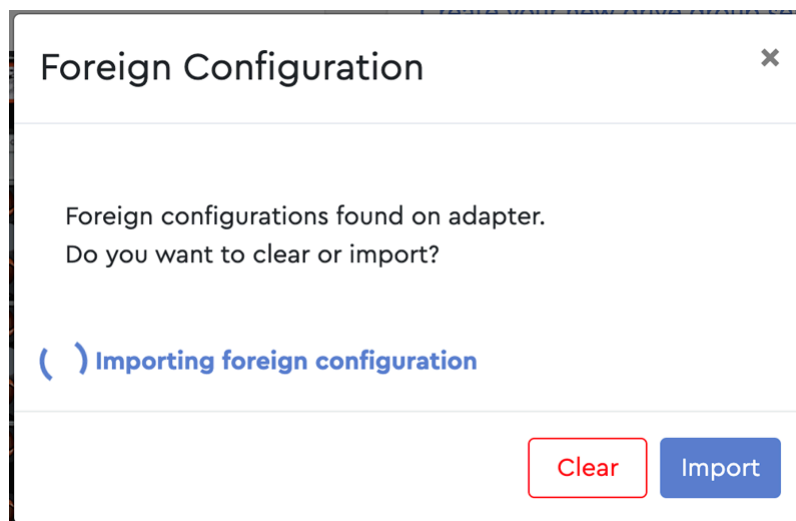 Foreign Configuration
×
Foreign configurations found on adapter.
Do you want to clear or import?
Importing foreign configuration
Clear
Import